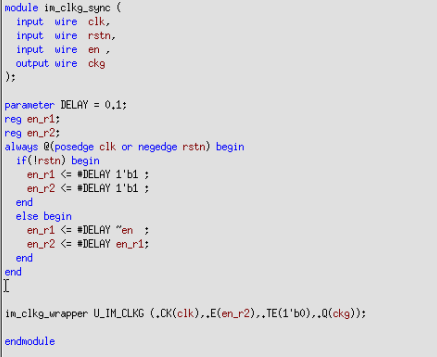 module im_clkg_sync (
input wire clk,
input wire rstn,
input wire en ,
output wire ckg
);
parameter DELAY = 0.1;
reg en_r1;
reg en_r2;
always @(posedge clk or negedge rstn) begin
if(!rstn) begin
en_r1 <= #DELAY 1'b1 ;
en_r2 <= #DELAY 1'b1 ;
end
else begin
en_r1 <= #DELAY ~en ;
en_r2 <= #DELAY en_r1;
end
end
im_clkg_wrapper U_IM_CLKG (.CK(clk),.E(en_r2),.TE(1'b0),.Q(ckg));
endmodule